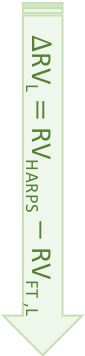 ΔRV_L = RV_HARPS − RV_FT,L